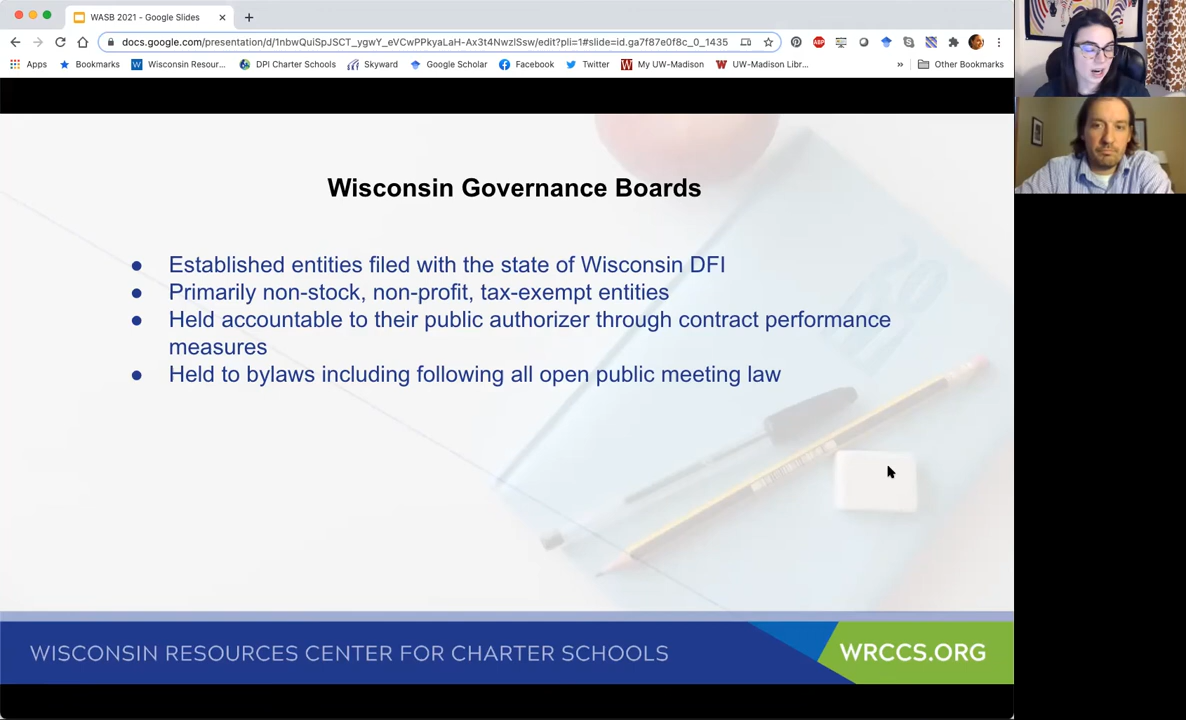 WASB 2021 - Google Slides
docs.google.com/presentation/d/1nbwQuiSpJSCT_ygwY_eVCwPPkyaLaH-Ax3t4NwzlSsw/edit?pli=1#slide=id.ga7f87e0f8c_0_1435
ABP
Apps Bookmarks Wisconsin Resour... DPI Charter Schools Skyward Google Scholar Facebook Twitter My UW-Madison UW-Madison Libr... » Other Bookmarks
Wisconsin Governance Boards
● Established entities filed with the state of Wisconsin DFI
● Primarily non-stock, non-profit, tax-exempt entities
● Held accountable to their public authorizer through contract performance
measures
● Held to bylaws including following all open public meeting law
WISCONSIN RESOURCES CENTER FOR CHARTER SCHOOLS
WRCCS.ORG